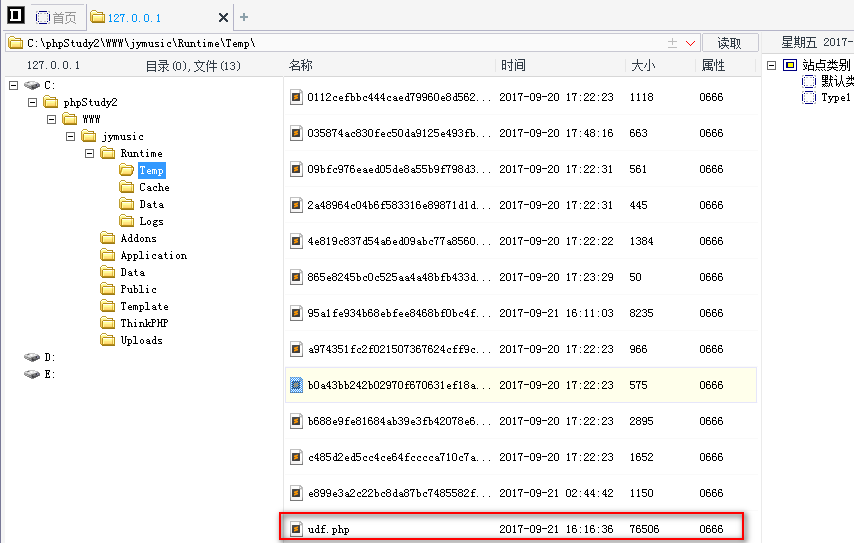 首页
127.0.0.1
C:\phpStudy2\WWW\jymusic\Runtime\Temp\
读取
星期五 2017-
127.0.0.1
目录(0),文件(13)
名称 时间 大小 属性
站点类别
默认类
Type1
C:
phpStudy2
WWW
jymusic
Runtime
Temp
Cache
Data
Logs
Addons
Application
Data
Public
Template
ThinkPHP
Uploads
D:
E:
0112cefbbc444caed79960e8d562... 2017-09-20 17:22:23 1118 0666
035874ac830fec50da9125e493fb... 2017-09-20 17:48:16 663 0666
09bfc976eaed05de8a55b9f798d3... 2017-09-20 17:22:31 561 0666
2a48964c04b6f583316e89871d1d... 2017-09-20 17:22:31 445 0666
4e819c837d54a6ed09abc77a8560... 2017-09-20 17:22:22 1384 0666
865e8245bc0c525aa4a48bfb433d... 2017-09-20 17:23:29 50 0666
95a1fe934b68ebfee8468bf0bc4f... 2017-09-21 16:11:03 8235 0666
a974351fc2f021507367624cff9c... 2017-09-20 17:22:23 966 0666
b0a43bb242b02970f670631ef18a... 2017-09-20 17:22:23 575 0666
b688e9fe81684ab39e3fb42078e6... 2017-09-20 17:22:23 2895 0666
c485d2ed5cc4ce64fcccca710c7a... 2017-09-20 17:22:23 1652 0666
e899e3a2c22bc8da87bc7485582f... 2017-09-21 02:44:42 1150 0666
udf.php 2017-09-21 16:16:36 76506 0666